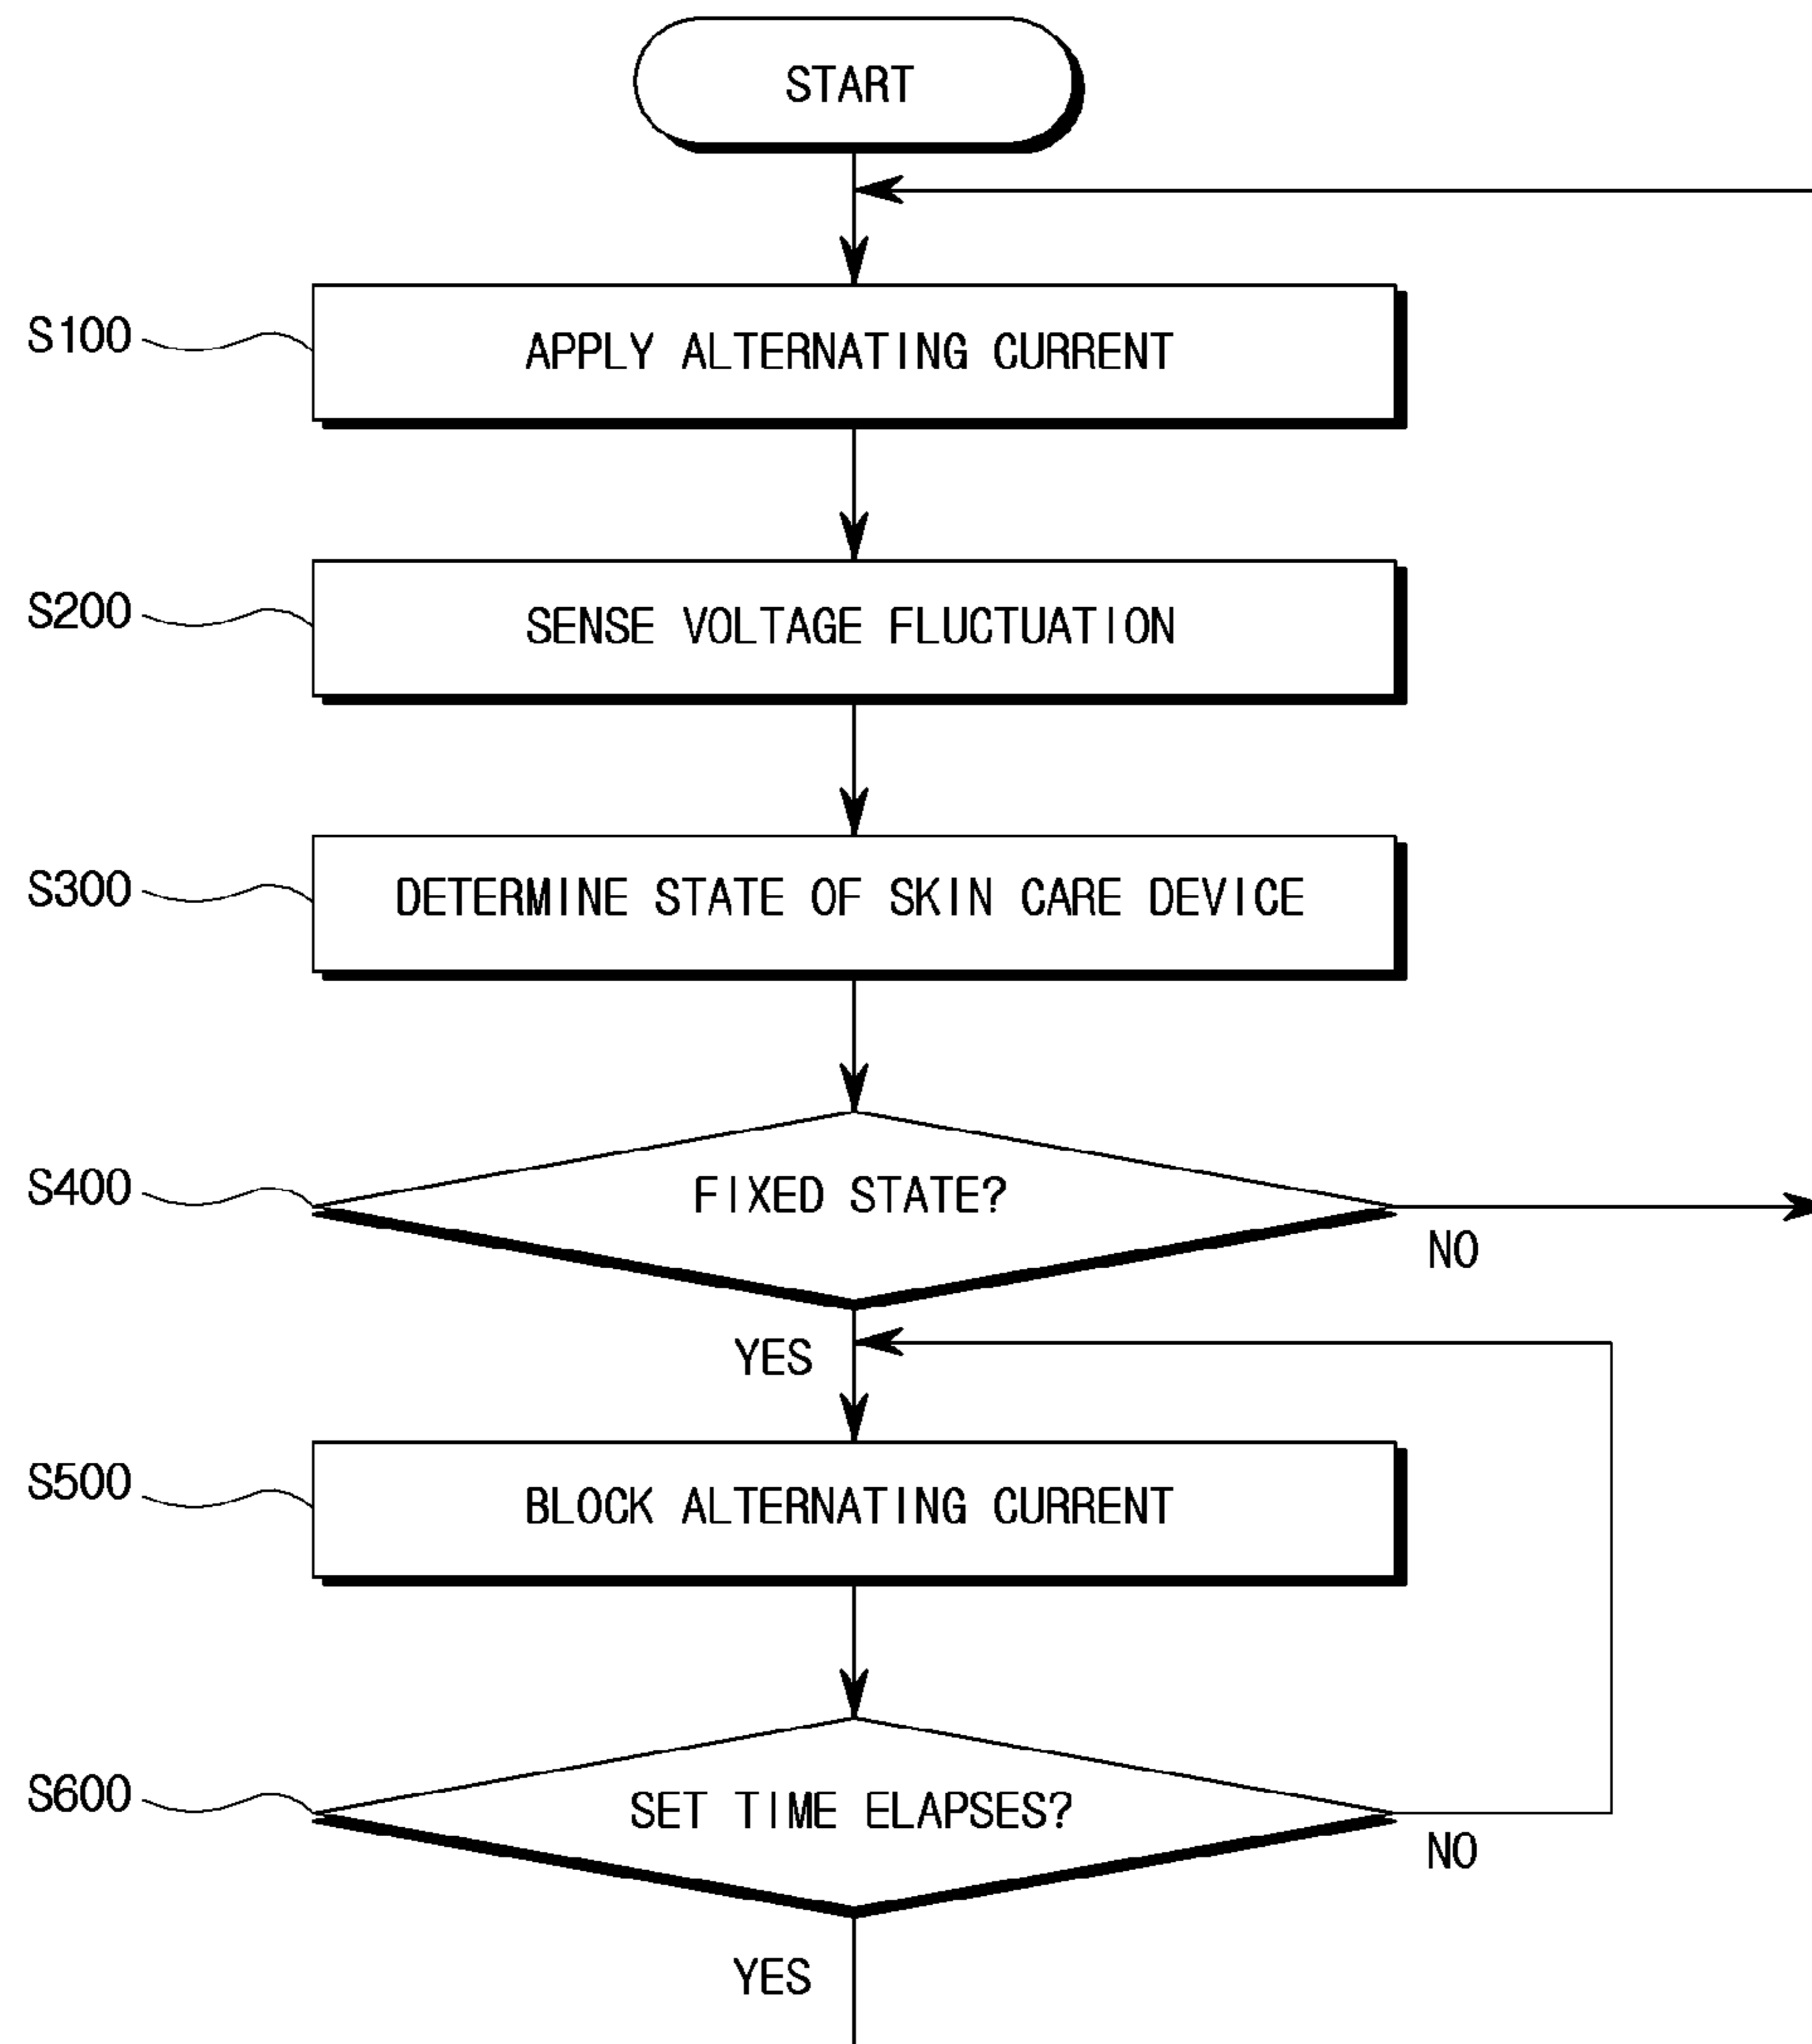 START
S100
APPLY ALTERNATING CURRENT
S200
SENSE VOLTAGE FLUCTUATION
S300
DETERMINE STATE OF SKIN CARE DEVICE
S400
FIXED STATE?
NO
YES
S500
BLOCK ALTERNATING CURRENT
S600
SET TIME ELAPSES?
NO
YES